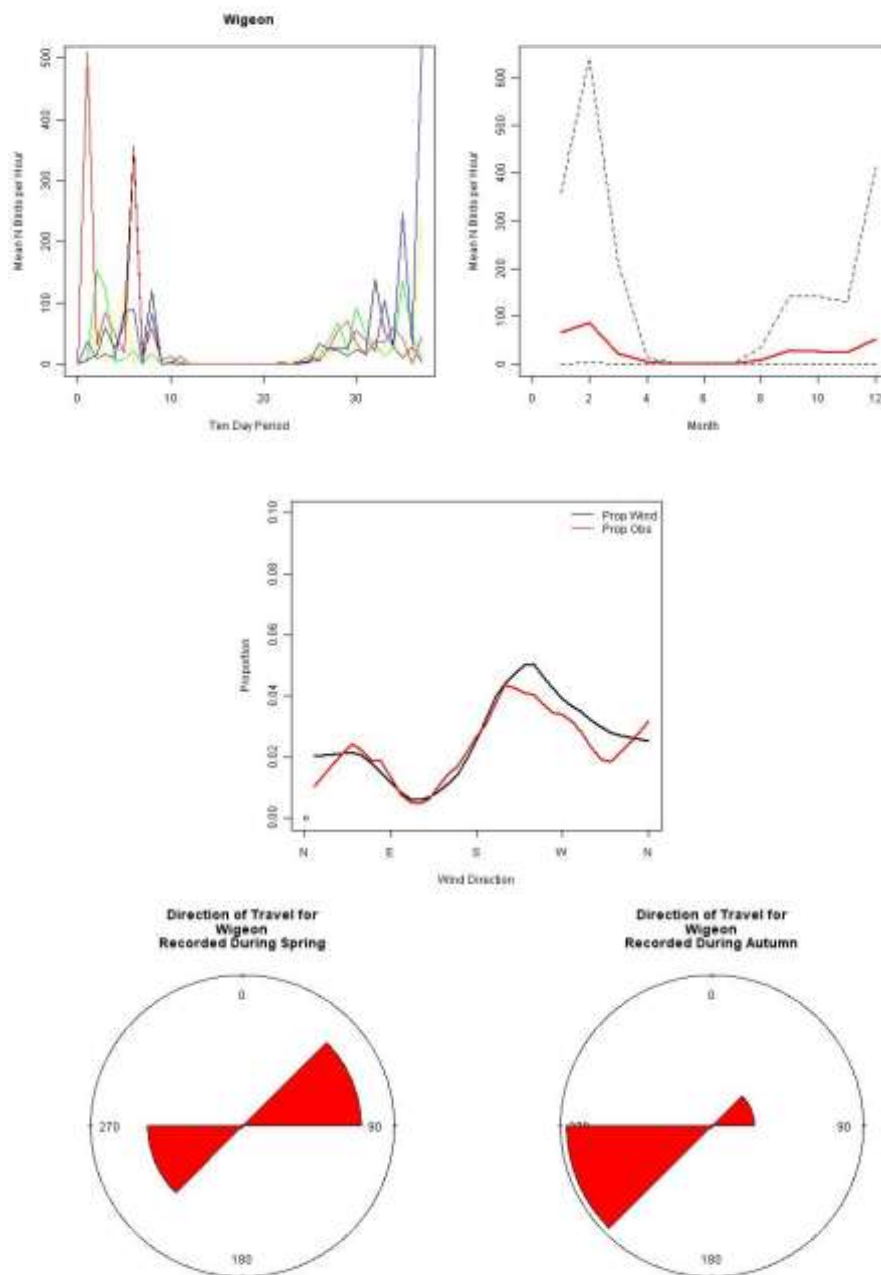 Wigeon
Mean N Birds per Hour
500
400
300
200
100
0
0 10 20 30
Ten Day Period
Mean N Birds per Hour
600
500
400
300
200
100
0
0 2 4 6 8 10 12
Month
Prop Wind
Prop Obs
Proportion
0.10
0.08
0.06
0.04
0.02
0.00
N E S W N
Wind Direction
Direction of Travel for
Wigeon
Recorded During Spring
0
270 90
180
Direction of Travel for
Wigeon
Recorded During Autumn
0
270 90
180